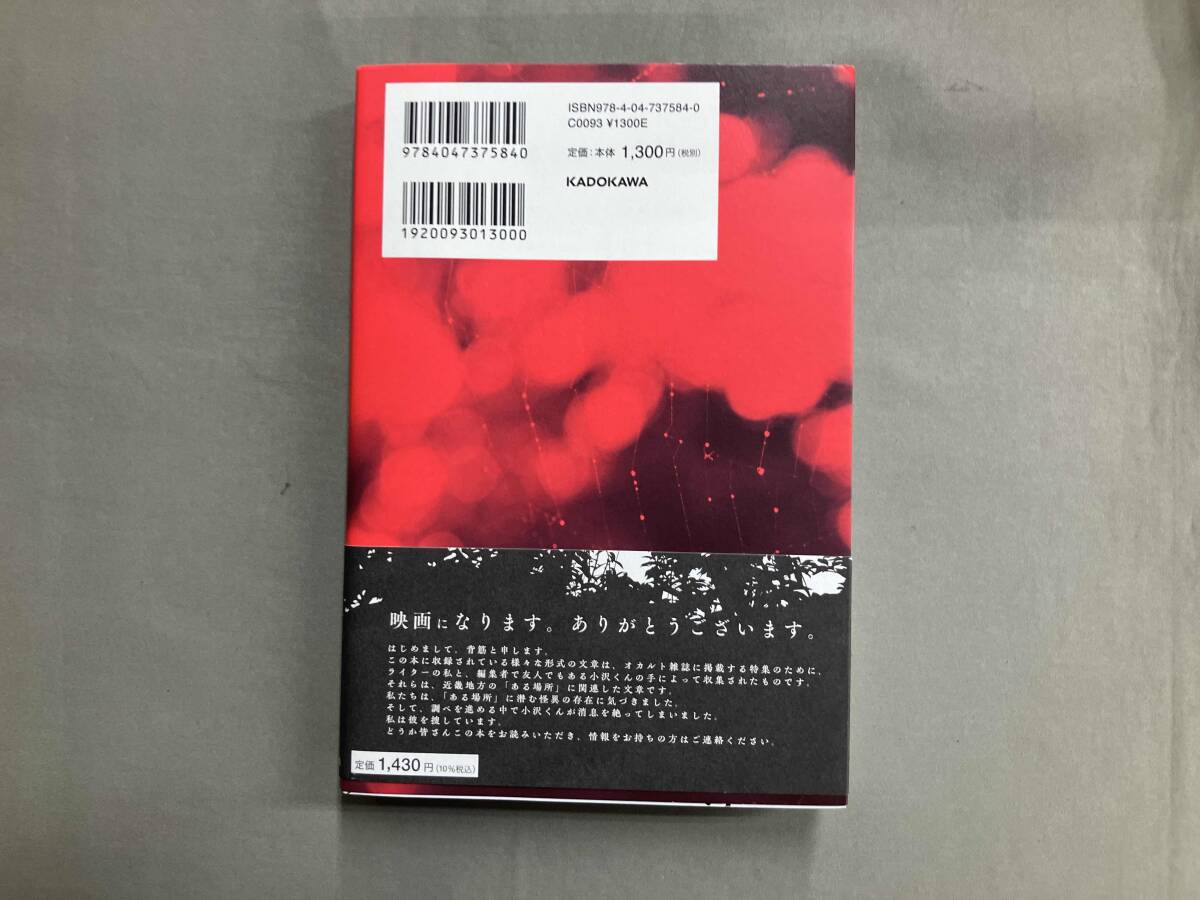 ISBN978-4-04-737584-0
C0093 ¥1300E
9784047375840
定価:本体 1,300円(税別)
KADOKAWA
1920093013000
映画になります。ありがとうございます。
はじめまして。背筋と申します。
この本に収録されている様々な形式の文章は、オカルト雑誌に掲載する特集のために、
ライターの私と、編集者で友人でもある小沢くんの手によって収集されたものです。
それらは、近畿地方の「ある場所」に関連した文章です。
私たちは、「ある場所」に潜む怪異の存在に気づきました。
そして、調べを進める中で小沢くんが消息を絶ってしまいました。
私は彼を捜しています。
どうか皆さんこの本をお読みいただき、情報をお持ちの方はご連絡ください。
定価 1,430円(10%税込)